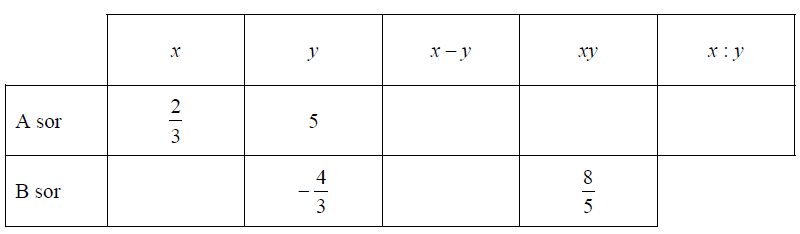 x y x – y xy x : y
A sor 2/3 5
B sor –4/3 8/5